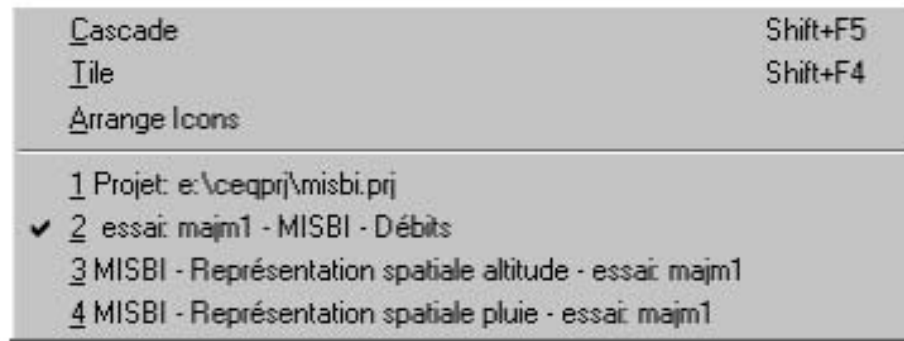 Cascade Shift+F5
Tile Shift+F4
Arrange Icons
1 Projet: e:\ceqprj\misbi.prj
2 essai: majm1 - MISBI - Débits
3 MISBI - Représentation spatiale altitude - essai: majm1
4 MISBI - Représentation spatiale pluie - essai: majm1